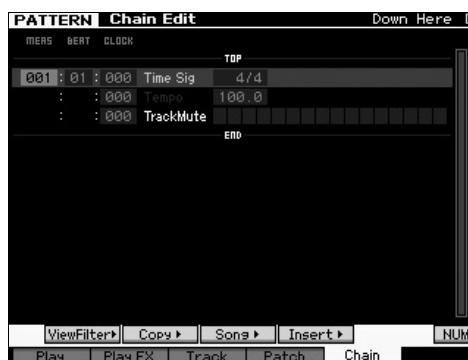 PATTERN Chain Edit Down Here
MEAS BEAT CLOCK
TOP
001 : 01 : 000 Time Sig 4/4
: : 000 Tempo 100.0
: : 000 TrackMute
END
ViewFilter▸ Copy▸ Song▸ Insert▸ NUM
Play Play FX Track Patch Chain